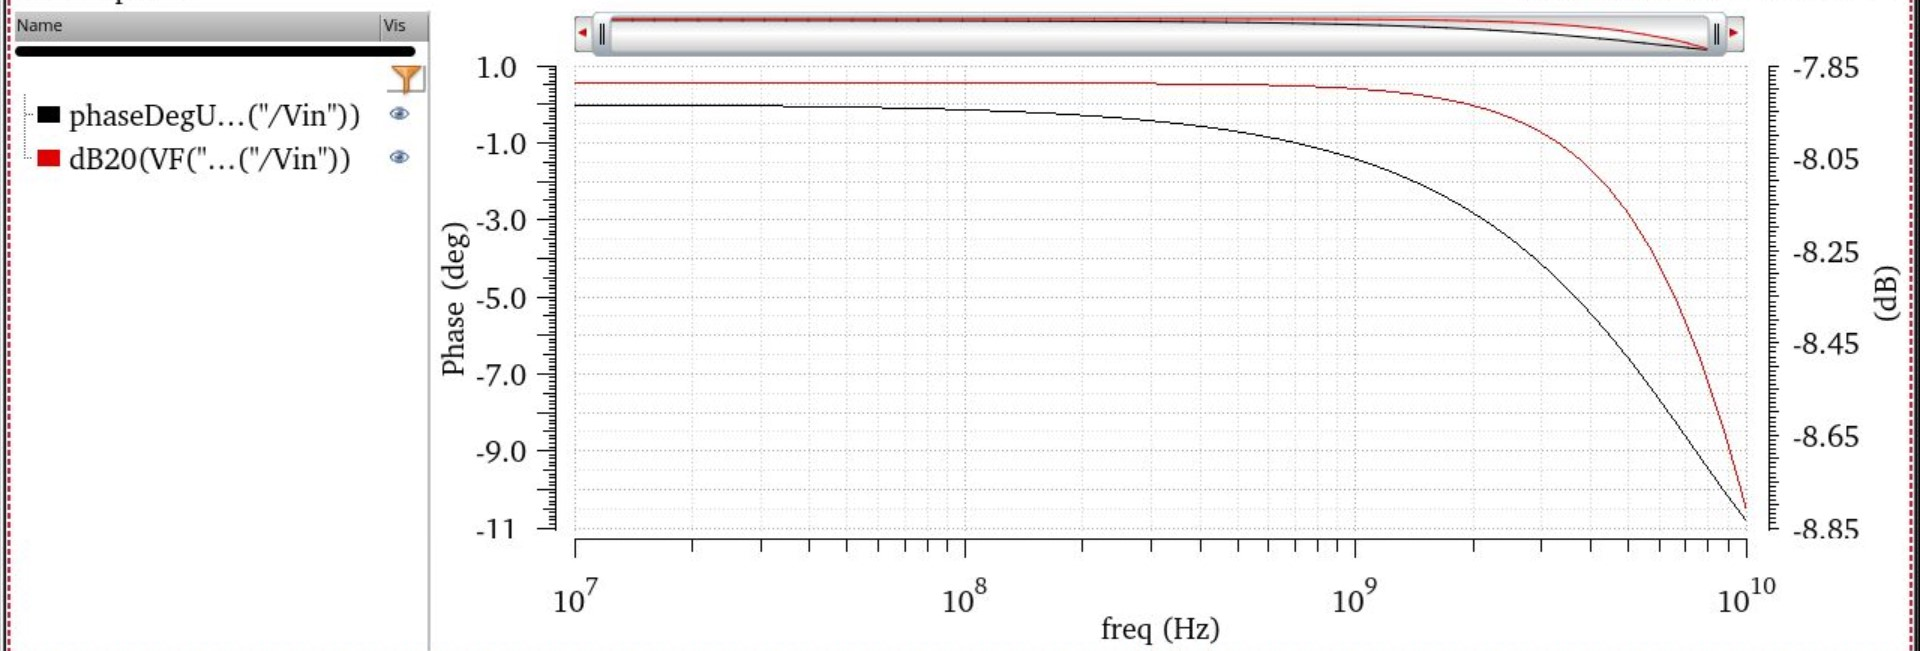 Name Vis
phaseDegU...("/Vin"))
dB20(VF("...("/Vin"))
1.0
-1.0
-3.0
-5.0
-7.0
-9.0
-11
Phase (deg)
-7.85
-8.05
-8.25
-8.45
-8.65
-8.85
(dB)
10⁷ 10⁸ 10⁹ 10¹⁰
freq (Hz)